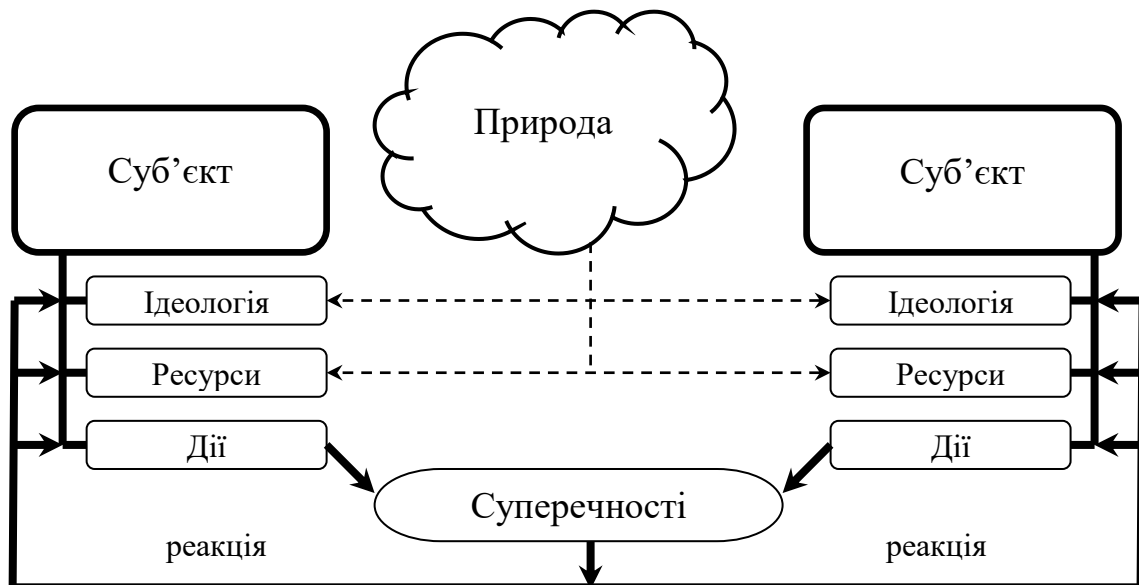 Природа
Суб’єкт
Суб’єкт
Ідеологія
Ідеологія
Ресурси
Ресурси
Дії
Дії
Суперечності
реакція
реакція